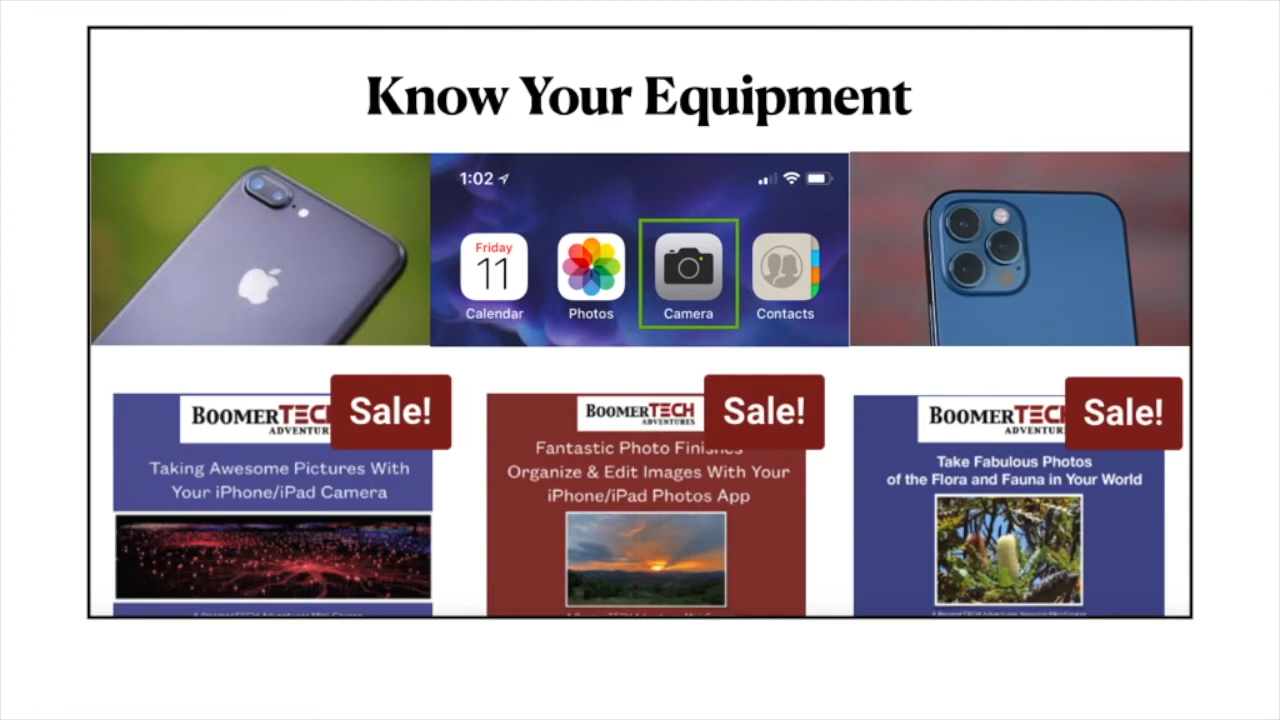 Know Your Equipment
1:02
Friday
11
Calendar
Photos
Camera
Contacts
BOOMERTECH
ADVENTURES
Sale!
Taking Awesome Pictures With
Your iPhone/iPad Camera
BOOMERTECH
ADVENTURES
Sale!
Fantastic Photo Finishes
Organize & Edit Images With Your
iPhone/iPad Photos App
BOOMERTECH
ADVENTURES
Sale!
Take Fabulous Photos
of the Flora and Fauna in Your World